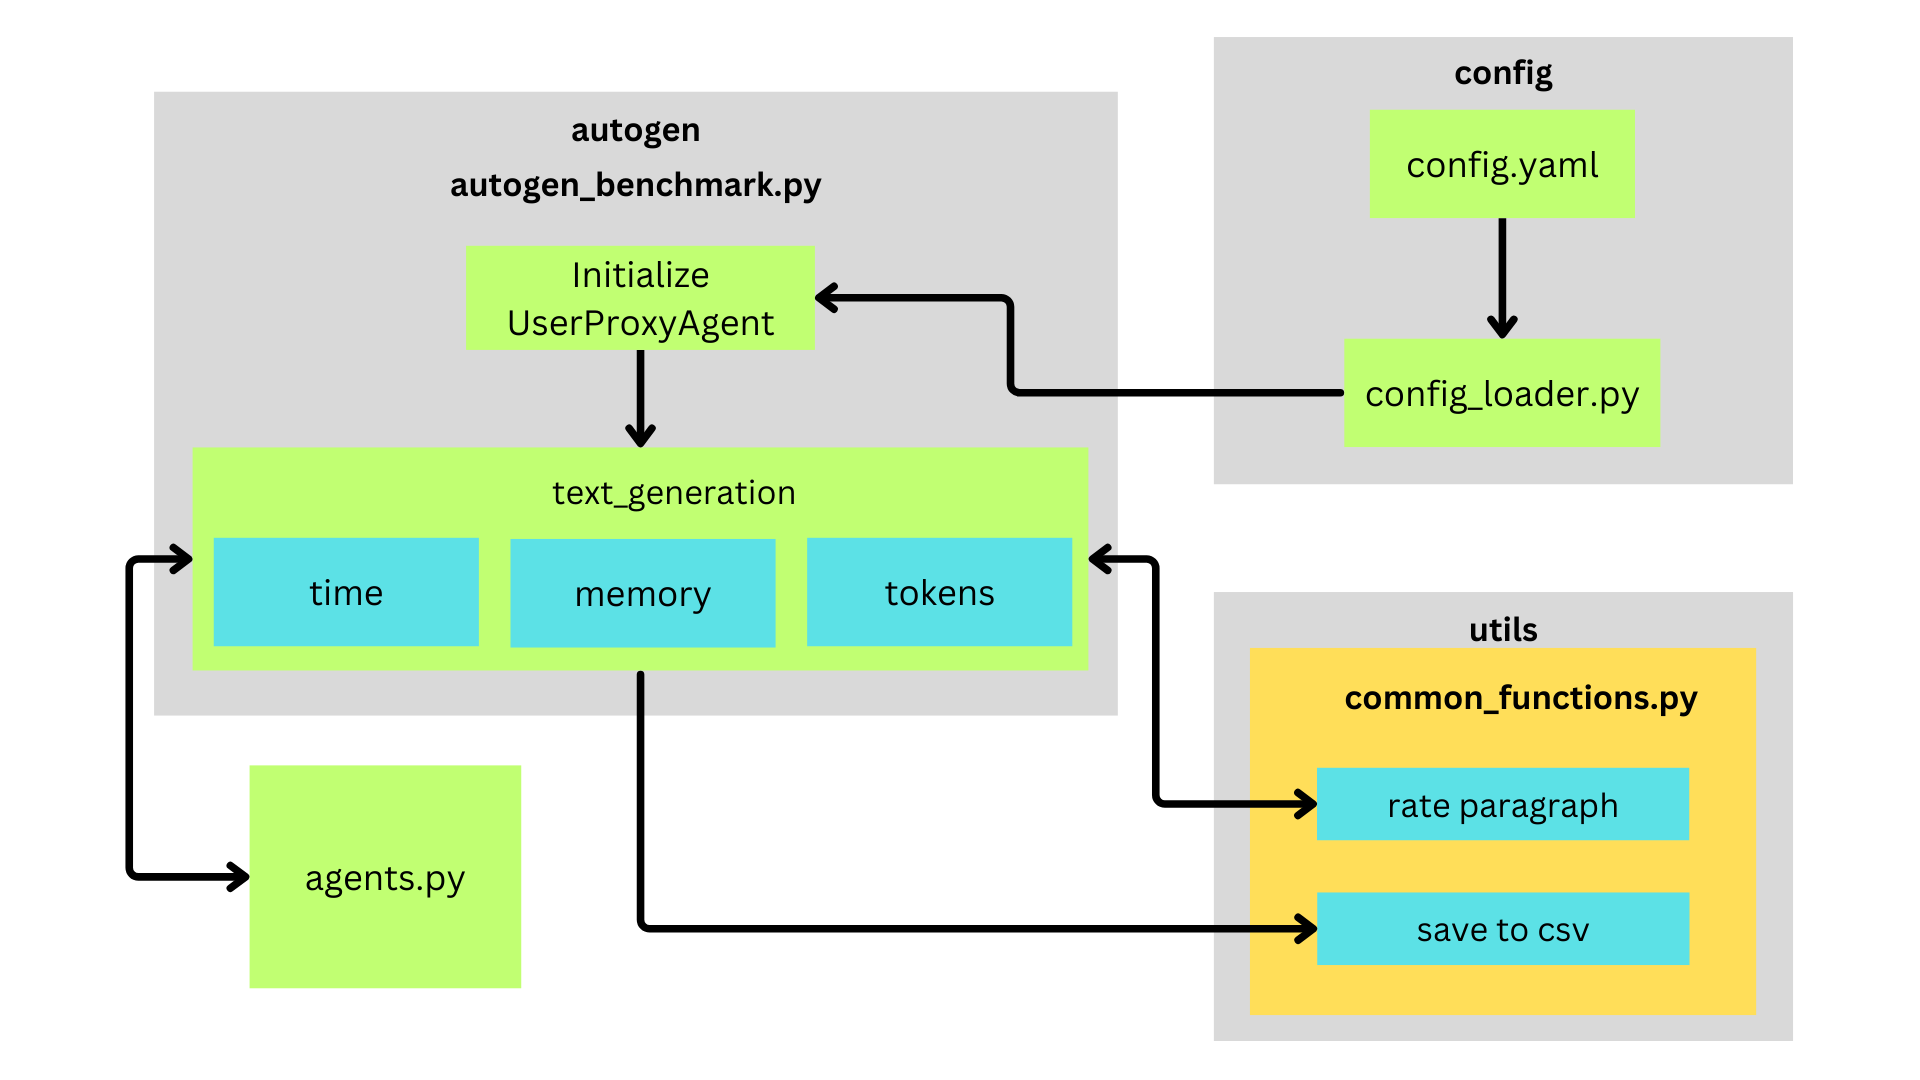 autogen
autogen_benchmark.py
Initialize
UserProxyAgent
text_generation
time
memory
tokens
agents.py
config
config.yaml
config_loader.py
utils
common_functions.py
rate paragraph
save to csv